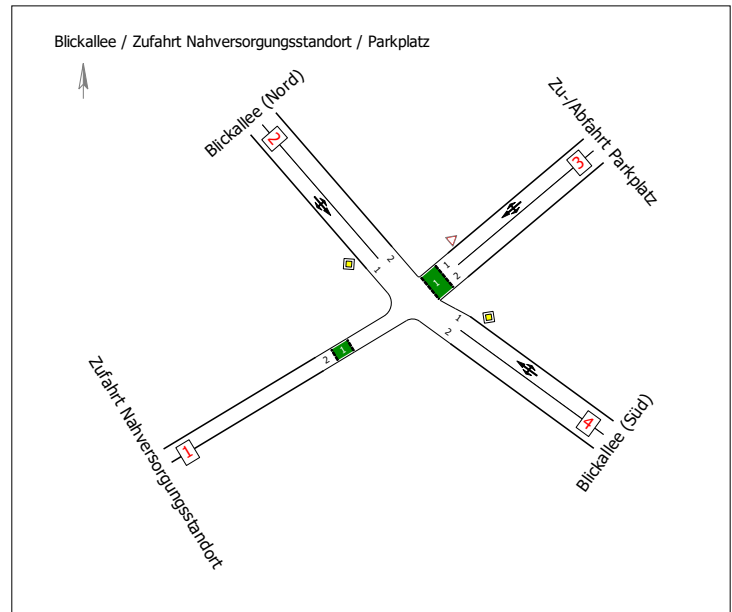 Blickallee / Zufahrt Nahversorgungsstandort / Parkplatz
Blickallee (Nord)
2
Zu-/Abfahrt Parkplatz
3
2
1
1
2
1
1
2
2
1
Zufahrt Nahversorgungsstandort
1
4
Blickallee (Süd)